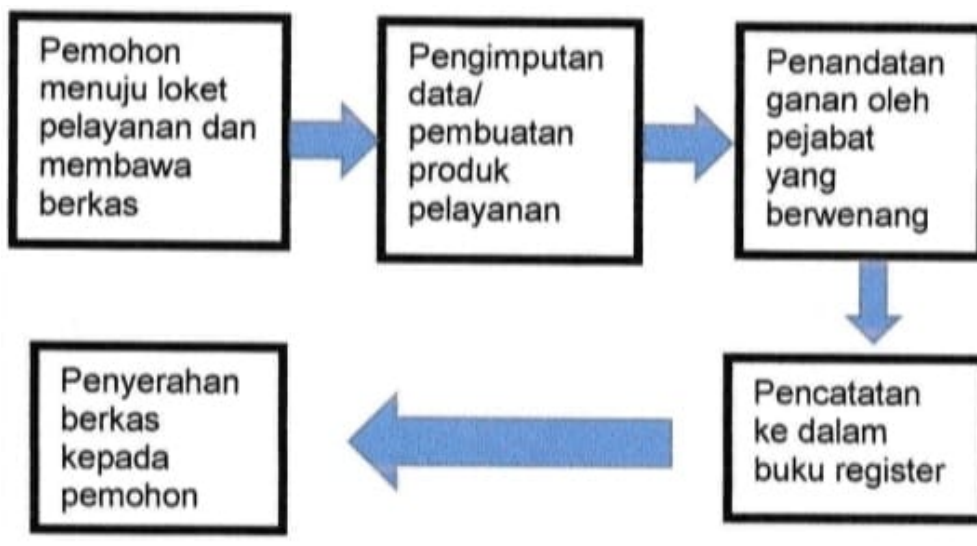 Pemohon
menuju loket
pelayanan dan
membawa
berkas
Pengimputan
data/
pembuatan
produk
pelayanan
Penandatan
ganan oleh
pejabat
yang
berwenang
Pencatatan
ke dalam
buku register
Penyerahan
berkas
kepada
pemohon